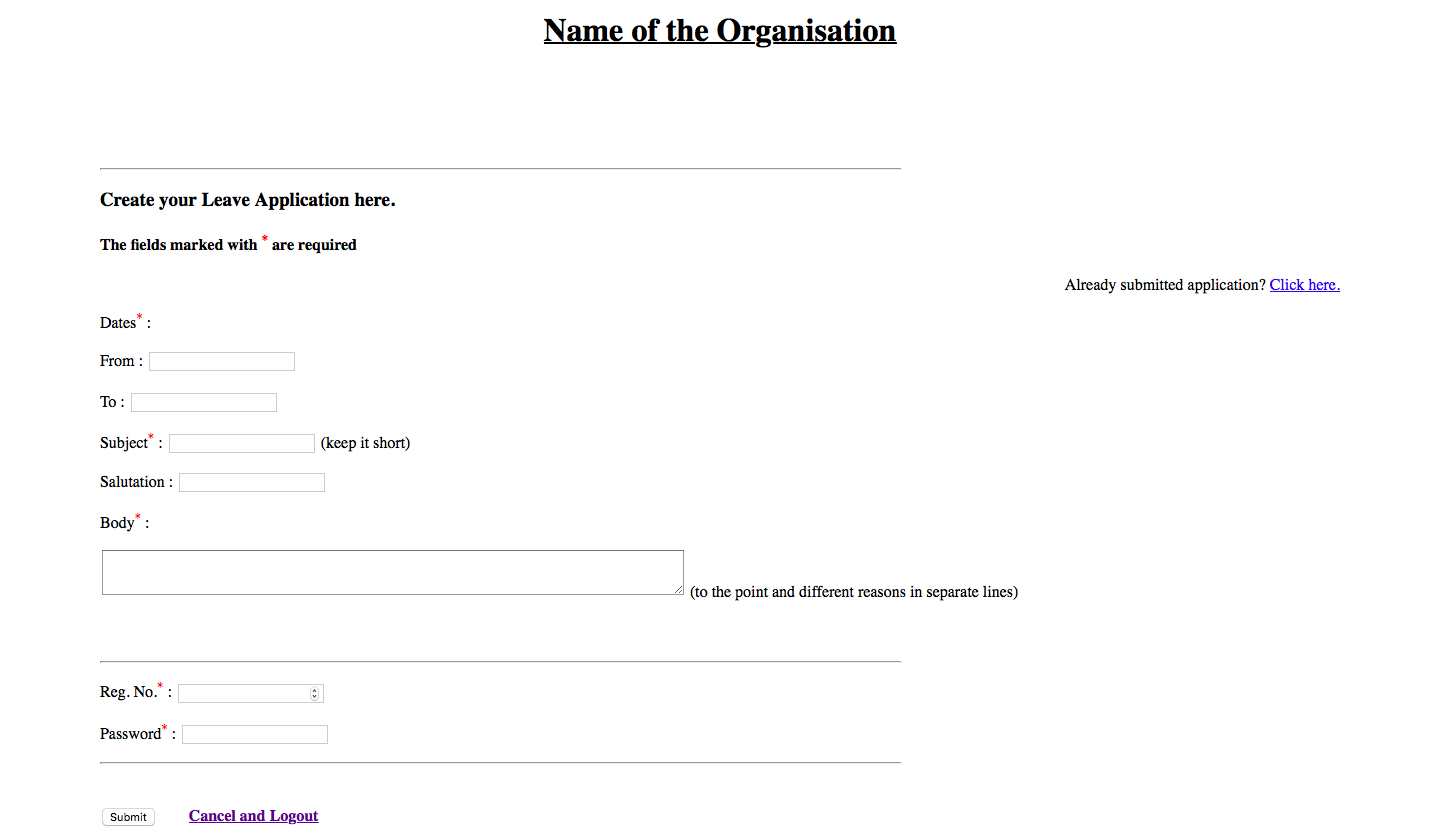 Name of the Organisation
Create your Leave Application here.
The fields marked with * are required
Already submitted application? Click here.
Dates* :
From :
To :
Subject* : (keep it short)
Salutation :
Body* :
(to the point and different reasons in separate lines)
Reg. No.* :
Password* :
Submit Cancel and Logout